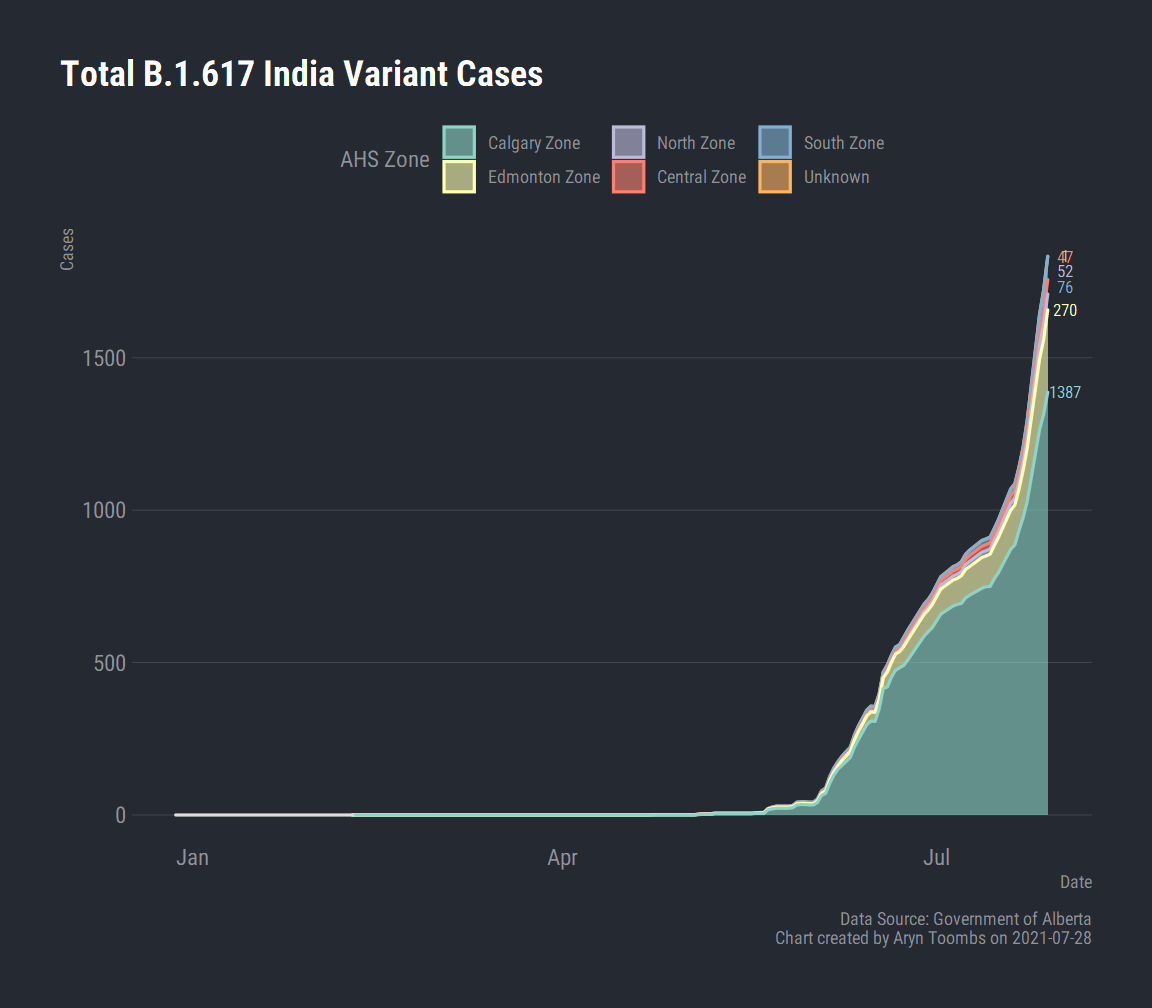 Total B.1.617 India Variant Cases
AHS Zone
Calgary Zone
North Zone
South Zone
Edmonton Zone
Central Zone
Unknown
Cases
47
52
76
270
1387
1500
1000
500
0
Jan
Apr
Jul
Date
Data Source: Government of Alberta
Chart created by Aryn Toombs on 2021-07-28